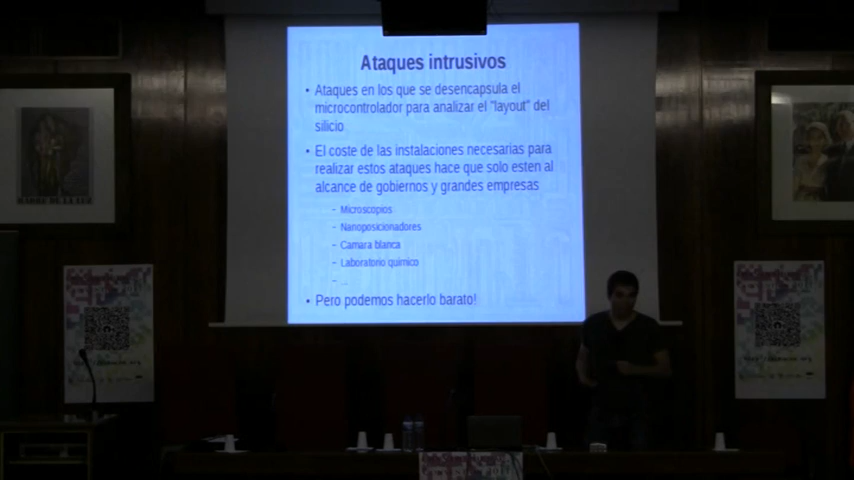 Ataques intrusivos
• Ataques en los que se desencapsula el
microcontrolador para analizar el "layout" del
silicio
• El coste de las instalaciones necesarias para
realizar estos ataques hace que solo esten al
alcance de gobiernos y grandes empresas
- Microscopios
- Nanoposicionadores
- Camara blanca
- Laboratorio quimico
- ...
• Pero podemos hacerlo barato!